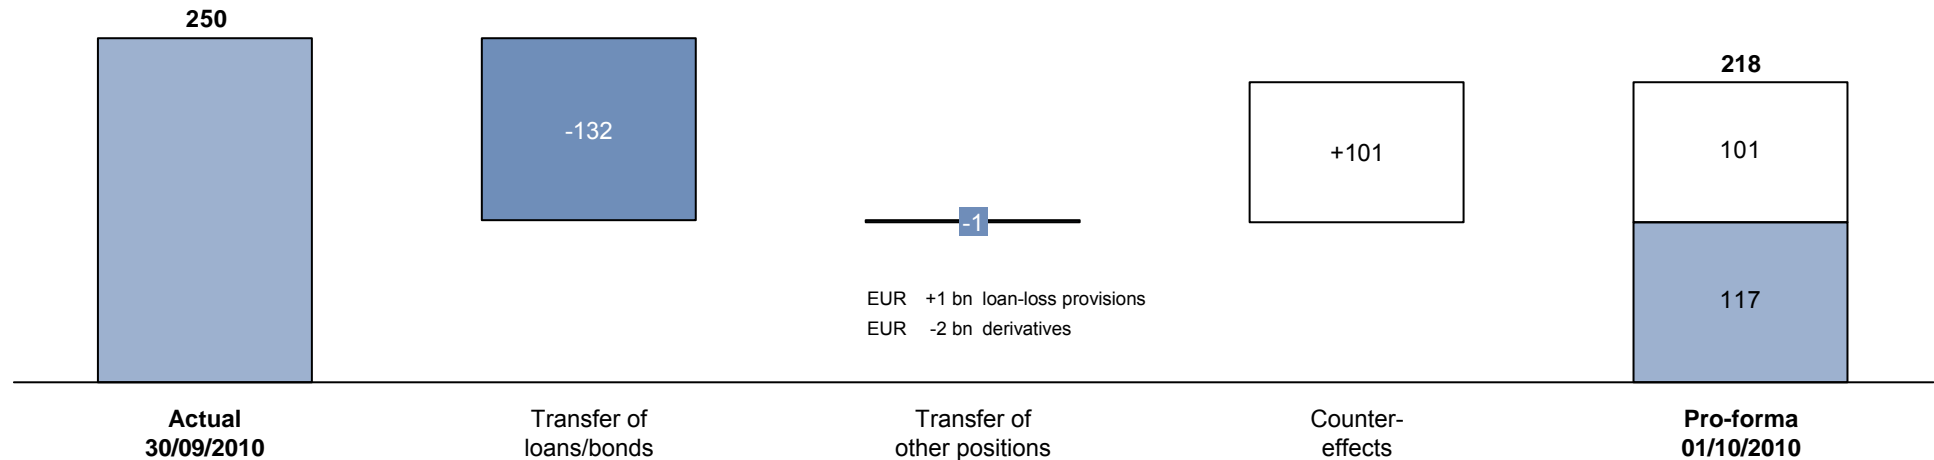 250
218
-132
+101
101
-1
EUR +1 bn loan-loss provisions
EUR -2 bn derivatives
117
Actual
30/09/2010
Transfer of
loans/bonds
Transfer of
other positions
Counter-
effects
Pro-forma
01/10/2010